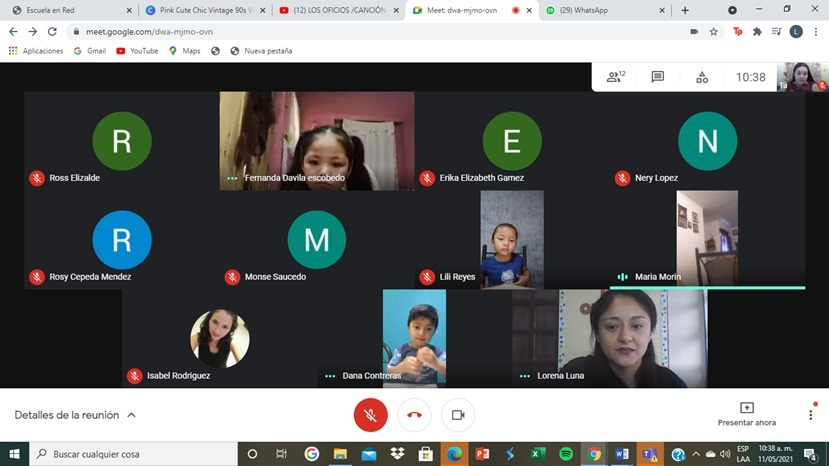 Escuela en Red
Pink Cute Chic Vintage 90s Vi
(12) LOS OFICIOS /CANCIÓN
Meet: dwa-mjmo-ovn
(29) WhatsApp
meet.google.com/dwa-mjmo-ovn
Aplicaciones
Gmail
YouTube
Maps
Nueva pestaña
12
10:38
Tú
R
Ross Elizalde
Fernanda Davila escobedo
E
Erika Elizabeth Gamez
N
Nery Lopez
R
Rosy Cepeda Mendez
M
Monse Saucedo
Lili Reyes
Maria Morin
Isabel Rodriguez
Dana Contreras
Lorena Luna
Detalles de la reunión
Presentar ahora
Buscar cualquier cosa
ESP
LAA
10:38 a. m.
11/05/2021
4